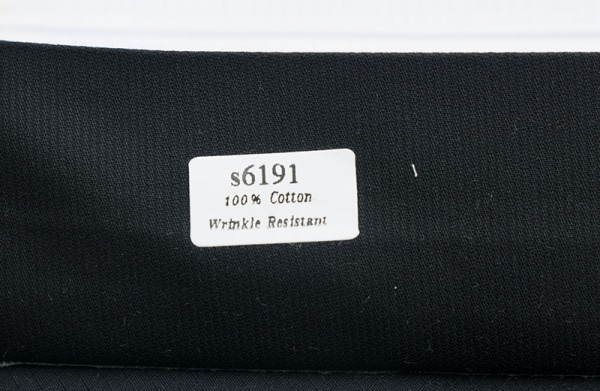 s6191
100% Cotton
Wrinkle Resistant